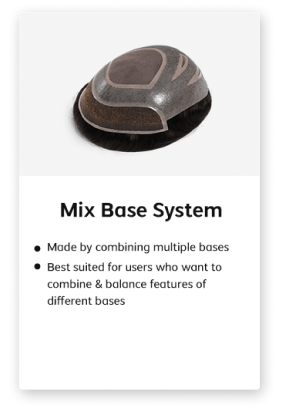 Mix Base System
● Made by combining multiple bases
● Best suited for users who want to
combine & balance features of
different bases